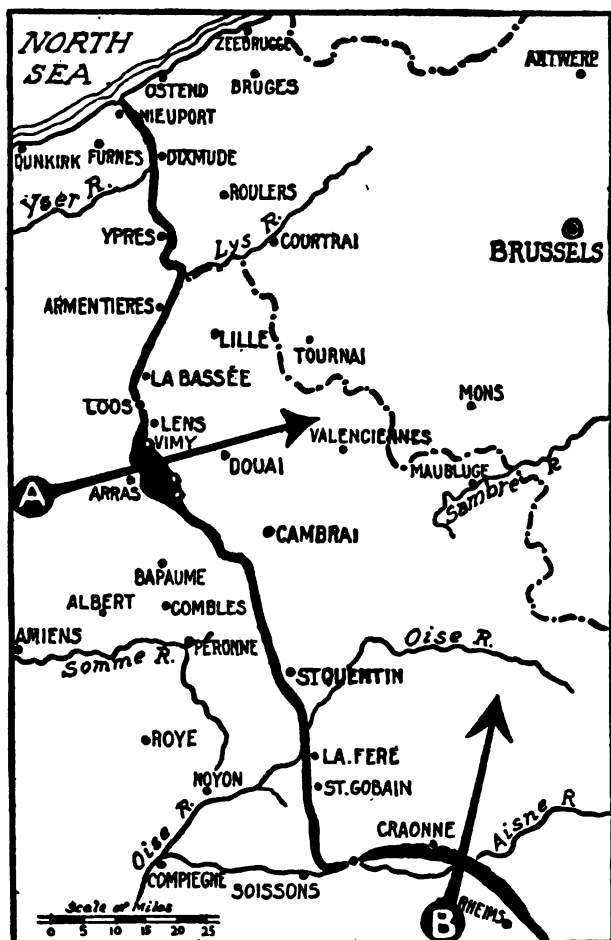 NORTH
SEA
ZEEBRUGGE
ANTWERP
OSTEND
BRUGES
NIEUPORT
DUNKIRK
FURNES
DIXMUDE
Yser R.
ROULERS
YPRES
Lys R.
COURTRAI
BRUSSELS
ARMENTIERES
LILLE
TOURNAI
LA BASSÉE
MONS
LOOS
LENS
VIMY
VALENCIENNES
DOUAI
MAUBLUGE
A
ARRAS
Sambre R
CAMBRAI
BAPAUME
ALBERT
COMBLES
AMIENS
PÉRONNE
Somme R.
Oise R.
ST QUENTIN
ROYE
LA.FERÉ
NOYON
ST. GOBAIN
Oise R.
Aisne R
CRAONNE
COMPIEGNE
SOISSONS
B
RHEIMS
Scale of Miles
0 5 10 15 20 25